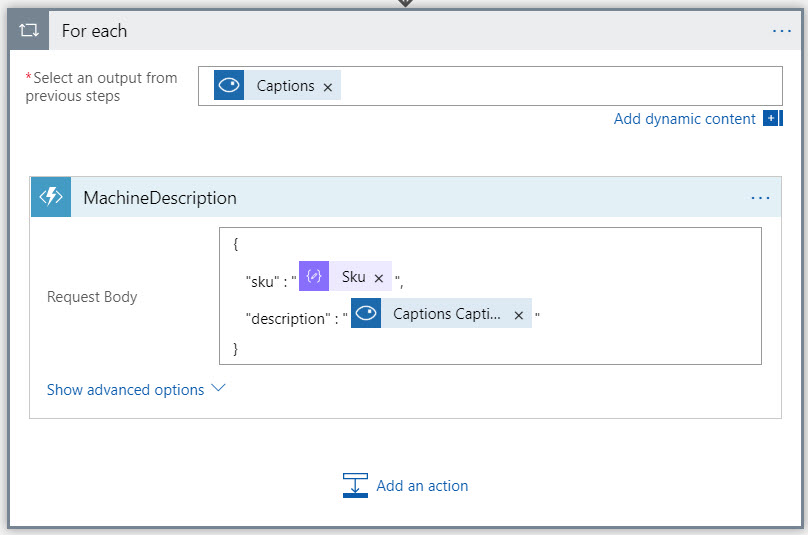 For each
*Select an output from
previous steps
Captions ×
Add dynamic content
MachineDescription
Request Body
{
"sku" : " Sku × ",
"description" : " Captions Capti... × "
}
Show advanced options
Add an action